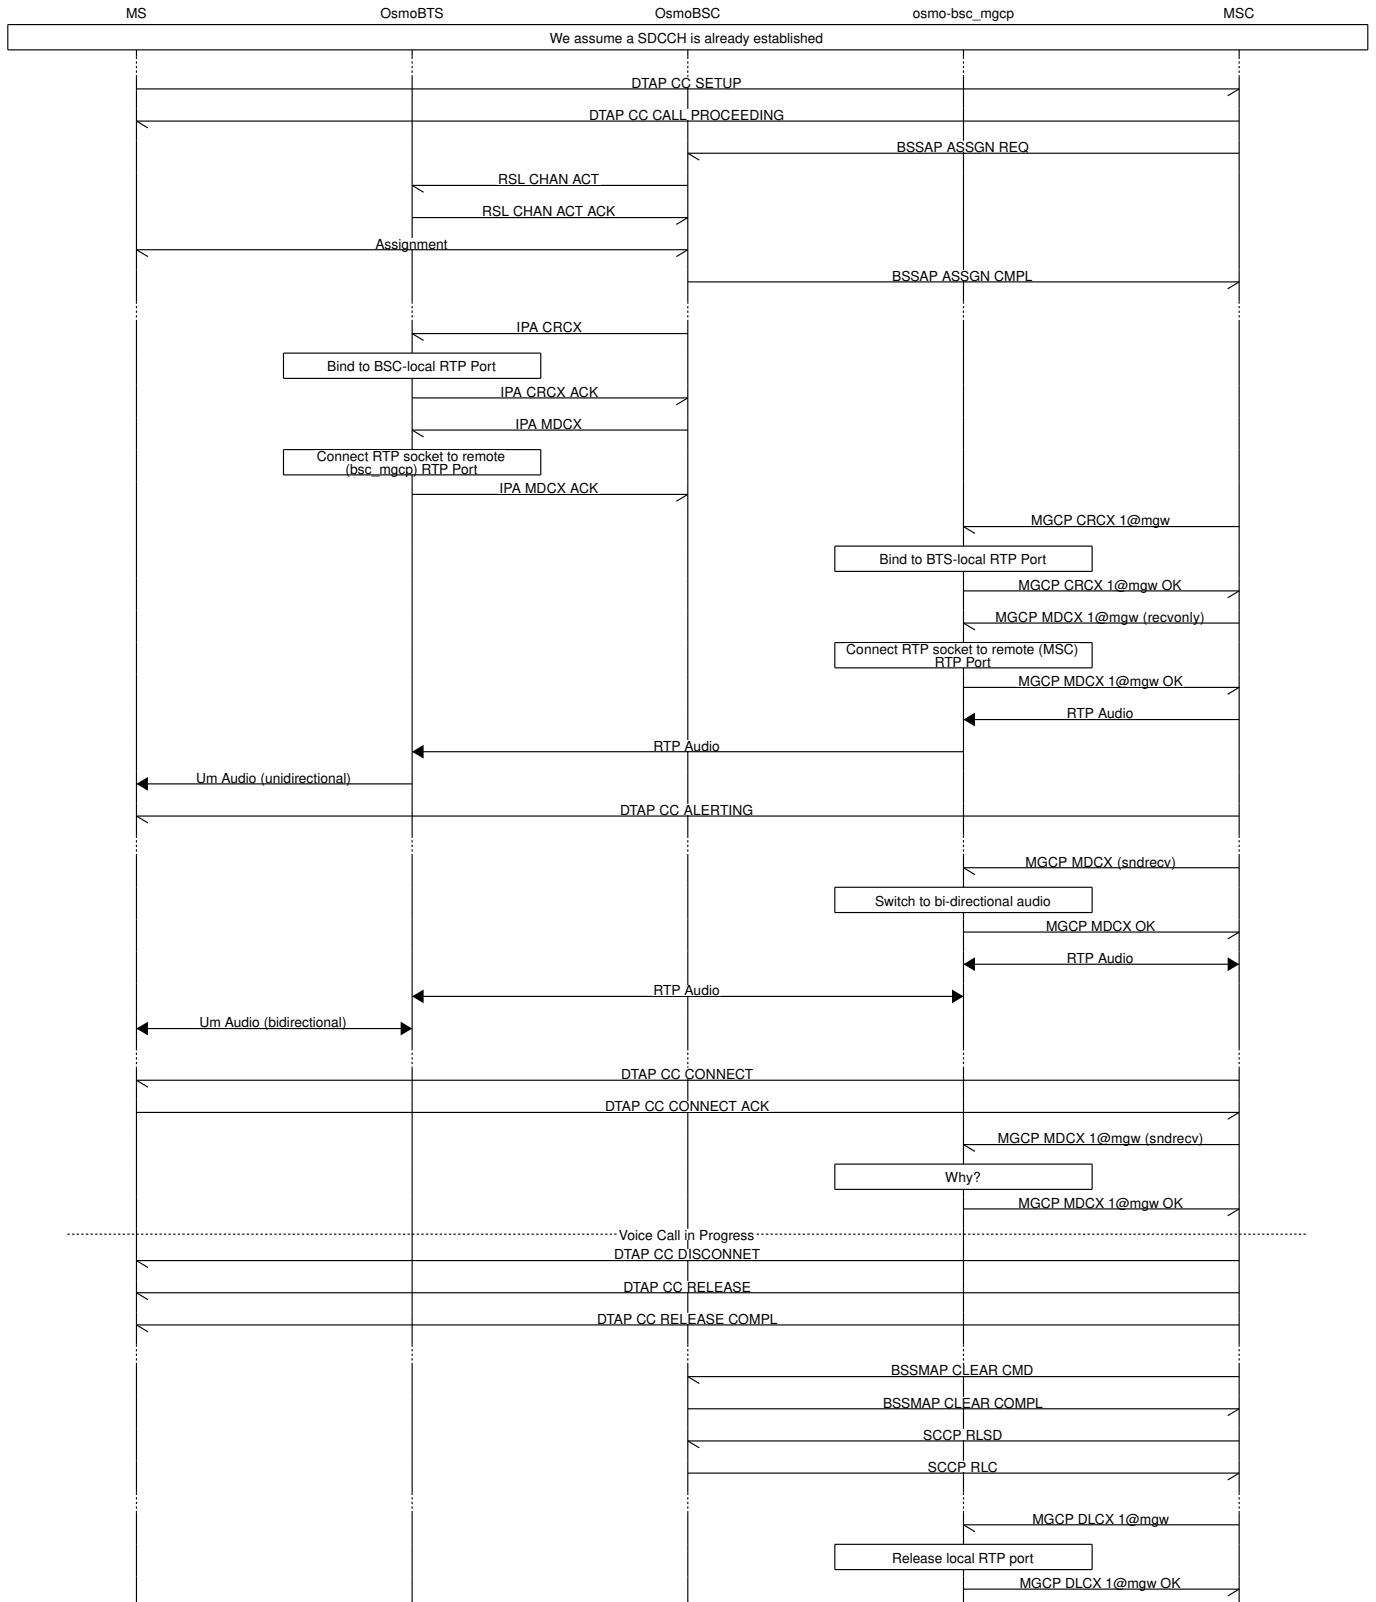 MS OsmoBTS OsmoBSC osmo-bsc_mgcp MSC
We assume a SDCCH is already established
DTAP CC SETUP
DTAP CC CALL PROCEEDING
BSSAP ASSGN REQ
RSL CHAN ACT
RSL CHAN ACT ACK
Assignment
BSSAP ASSGN CMPL
IPA CRCX
Bind to BSC-local RTP Port
IPA CRCX ACK
IPA MDCX
Connect RTP socket to remote
(bsc_mgcp) RTP Port
IPA MDCX ACK
MGCP CRCX 1@mgw
Bind to BTS-local RTP Port
MGCP CRCX 1@mgw OK
MGCP MDCX 1@mgw (recvonly)
Connect RTP socket to remote (MSC)
RTP Port
MGCP MDCX 1@mgw OK
RTP Audio
RTP Audio
Um Audio (unidirectional)
DTAP CC ALERTING
MGCP MDCX (sndrecv)
Switch to bi-directional audio
MGCP MDCX OK
RTP Audio
RTP Audio
Um Audio (bidirectional)
DTAP CC CONNECT
DTAP CC CONNECT ACK
MGCP MDCX 1@mgw (sndrecv)
Why?
MGCP MDCX 1@mgw OK
Voice Call in Progress
DTAP CC DISCONNET
DTAP CC RELEASE
DTAP CC RELEASE COMPL
BSSMAP CLEAR CMD
BSSMAP CLEAR COMPL
SCCP RLSD
SCCP RLC
MGCP DLCX 1@mgw
Release local RTP port
MGCP DLCX 1@mgw OK